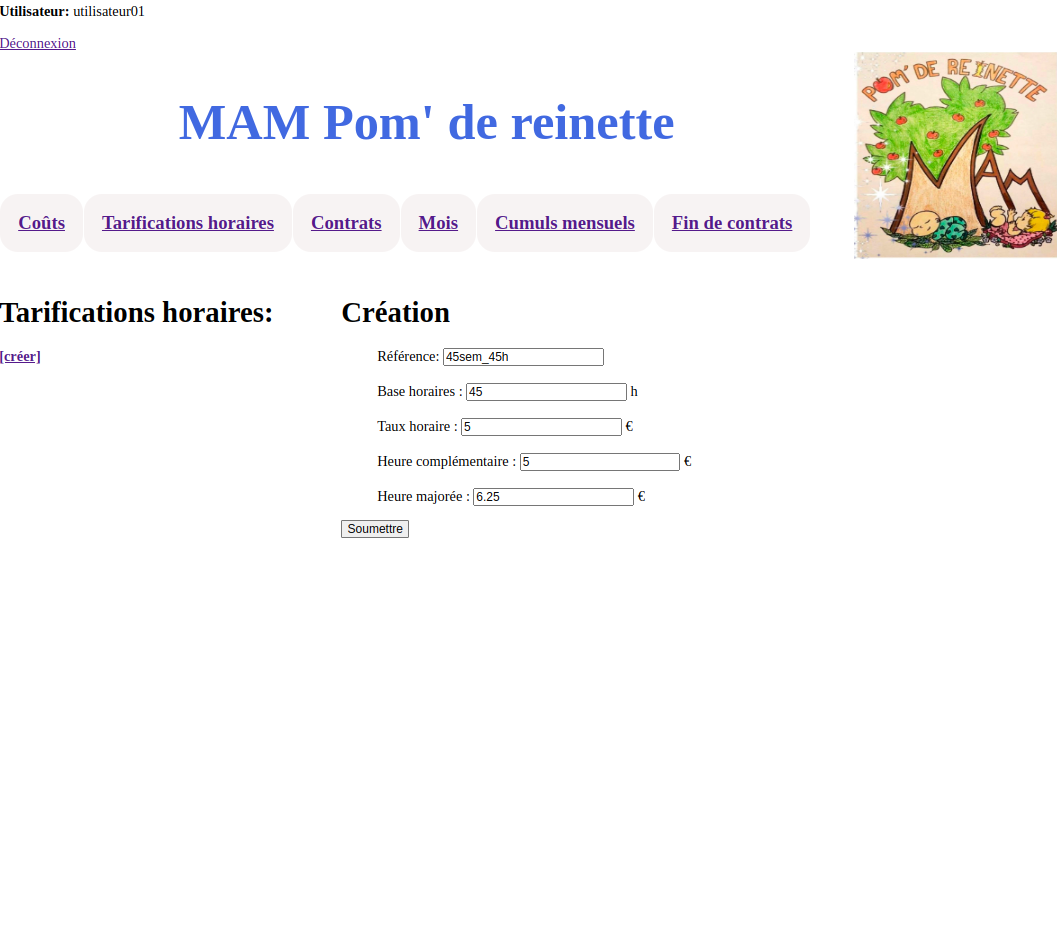 Utilisateur: utilisateur01
Déconnexion
POM' DE REINETTE
MAM
MAM Pom' de reinette
Coûts Tarifications horaires Contrats Mois Cumuls mensuels Fin de contrats
Tarifications horaires:
[créer]
Création
Référence: 45sem_45h
Base horaires : 45 h
Taux horaire : 5 €
Heure complémentaire : 5 €
Heure majorée : 6.25 €
Soumettre